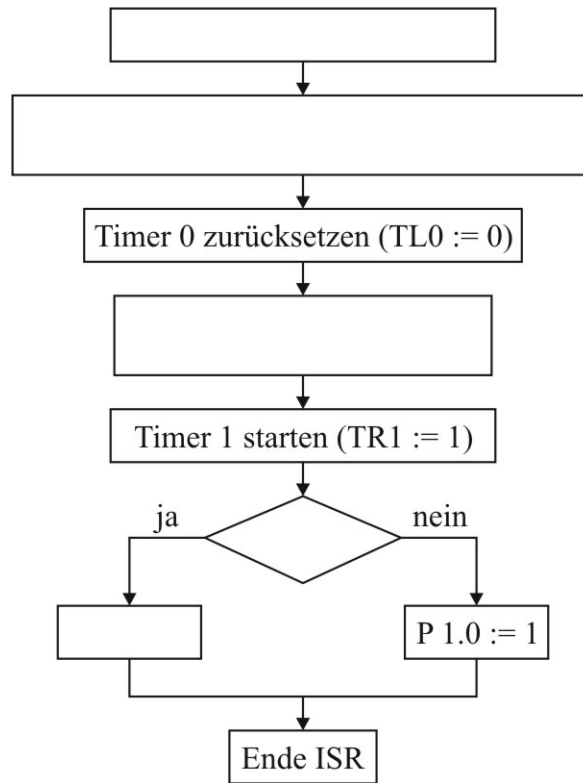 Timer 0 zurücksetzen (TL0 := 0)
Timer 1 starten (TR1 := 1)
ja
nein
P 1.0 := 1
Ende ISR